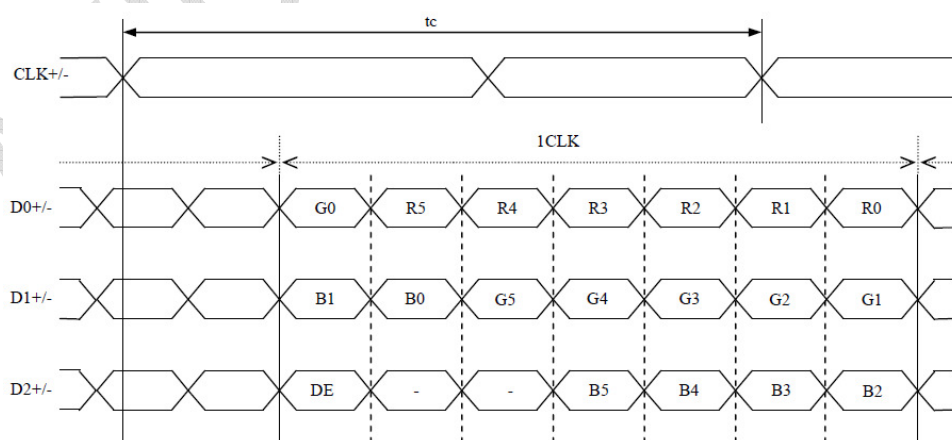 tc
CLK+/-
1CLK
D0+/- G0 R5 R4 R3 R2 R1 R0
D1+/- B1 B0 G5 G4 G3 G2 G1
D2+/- DE - - B5 B4 B3 B2